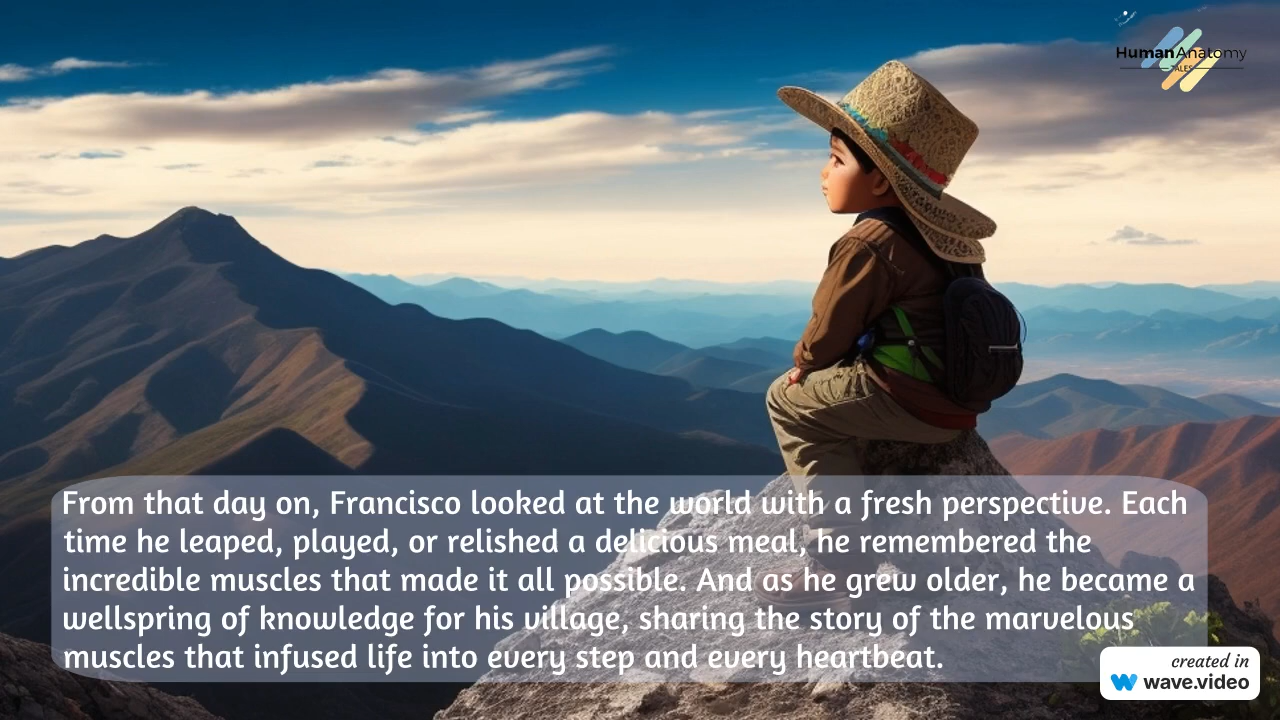 HumanAnatomy
TALES
From that day on, Francisco looked at the world with a fresh perspective. Each
time he leaped, played, or relished a delicious meal, he remembered the
incredible muscles that made it all possible. And as he grew older, he became a
wellspring of knowledge for his village, sharing the story of the marvelous
muscles that infused life into every step and every heartbeat.
created in
wave.video